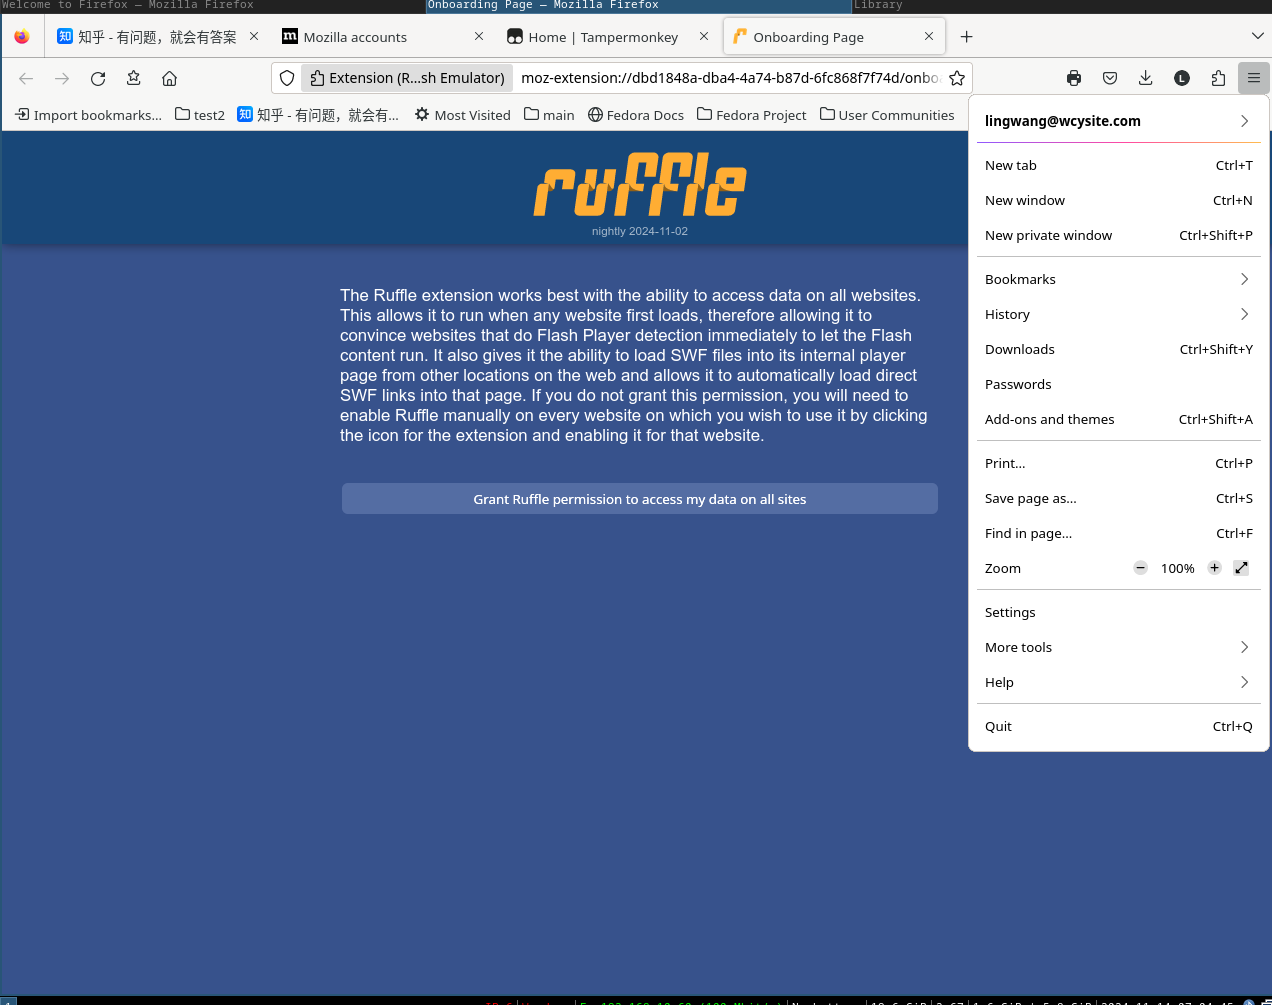 Welcome to Firefox — Mozilla Firefox
Onboarding Page — Mozilla Firefox
Library
知乎 - 有问题，就会有答案
Mozilla accounts
Home | Tampermonkey
Onboarding Page
Extension (R...sh Emulator)
moz-extension://dbd1848a-dba4-4a74-b87d-6fc868f7f74d/onbo
L
Import bookmarks...
test2
知乎 - 有问题，就会有...
Most Visited
main
Fedora Docs
Fedora Project
User Communities
ruffle
nightly 2024-11-02
The Ruffle extension works best with the ability to access data on all websites.
This allows it to run when any website first loads, therefore allowing it to
convince websites that do Flash Player detection immediately to let the Flash
content run. It also gives it the ability to load SWF files into its internal player
page from other locations on the web and allows it to automatically load direct
SWF links into that page. If you do not grant this permission, you will need to
enable Ruffle manually on every website on which you wish to use it by clicking
the icon for the extension and enabling it for that website.
Grant Ruffle permission to access my data on all sites
lingwang@wcysite.com
New tab Ctrl+T
New window Ctrl+N
New private window Ctrl+Shift+P
Bookmarks
History
Downloads Ctrl+Shift+Y
Passwords
Add-ons and themes Ctrl+Shift+A
Print... Ctrl+P
Save page as... Ctrl+S
Find in page... Ctrl+F
Zoom 100%
Settings
More tools
Help
Quit Ctrl+Q